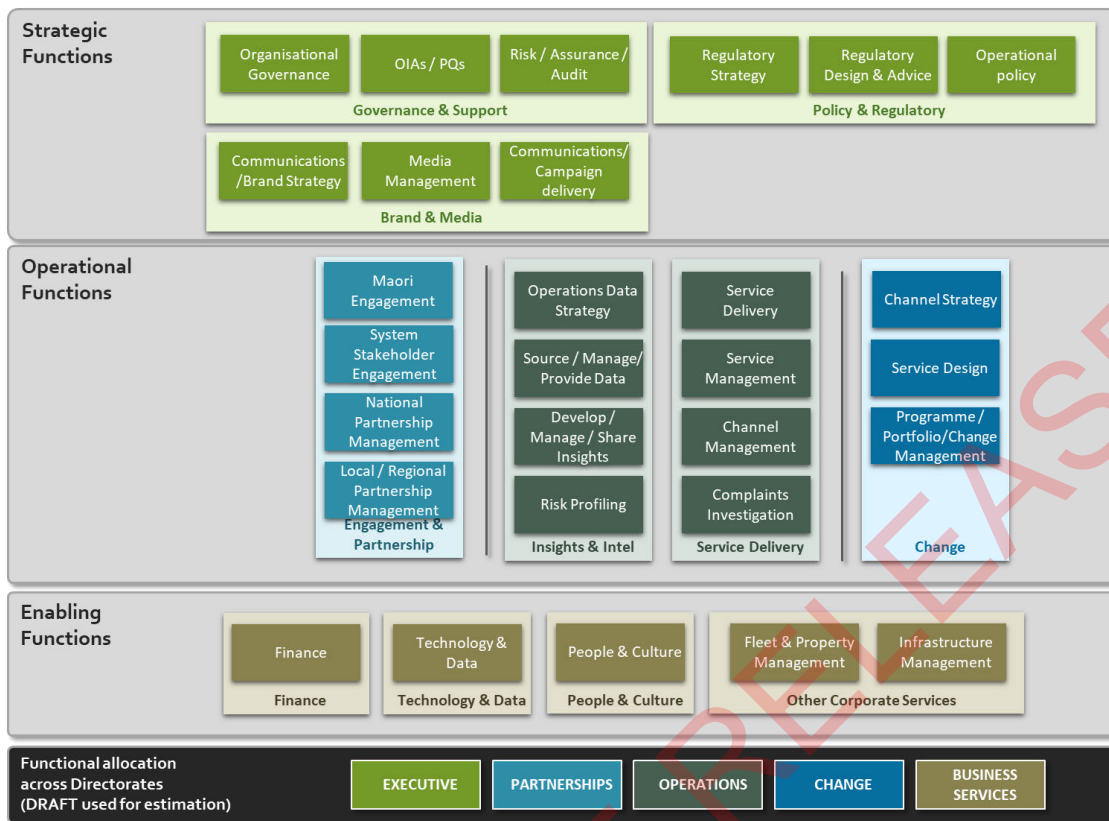 Strategic
Functions
Organisational
Governance
OIAs / PQs
Risk / Assurance /
Audit
Governance & Support
Regulatory
Strategy
Regulatory
Design & Advice
Operational
policy
Policy & Regulatory
Communications
/Brand Strategy
Media
Management
Communications/
Campaign
delivery
Brand & Media
Operational
Functions
Maori
Engagement
System
Stakeholder
Engagement
National
Partnership
Management
Local / Regional
Partnership
Management
Engagement &
Partnership
Operations Data
Strategy
Source / Manage/
Provide Data
Develop /
Manage / Share
Insights
Risk Profiling
Insights & Intel
Service
Delivery
Service
Management
Channel
Management
Complaints
Investigation
Service Delivery
Channel Strategy
Service Design
Programme /
Portfolio/Change
Management
Change
Enabling
Functions
Finance
Finance
Technology &
Data
Technology & Data
People & Culture
People & Culture
Fleet & Property
Management
Infrastructure
Management
Other Corporate Services
Functional allocation
across Directorates
(DRAFT used for estimation)
EXECUTIVE
PARTNERSHIPS
OPERATIONS
CHANGE
BUSINESS
SERVICES